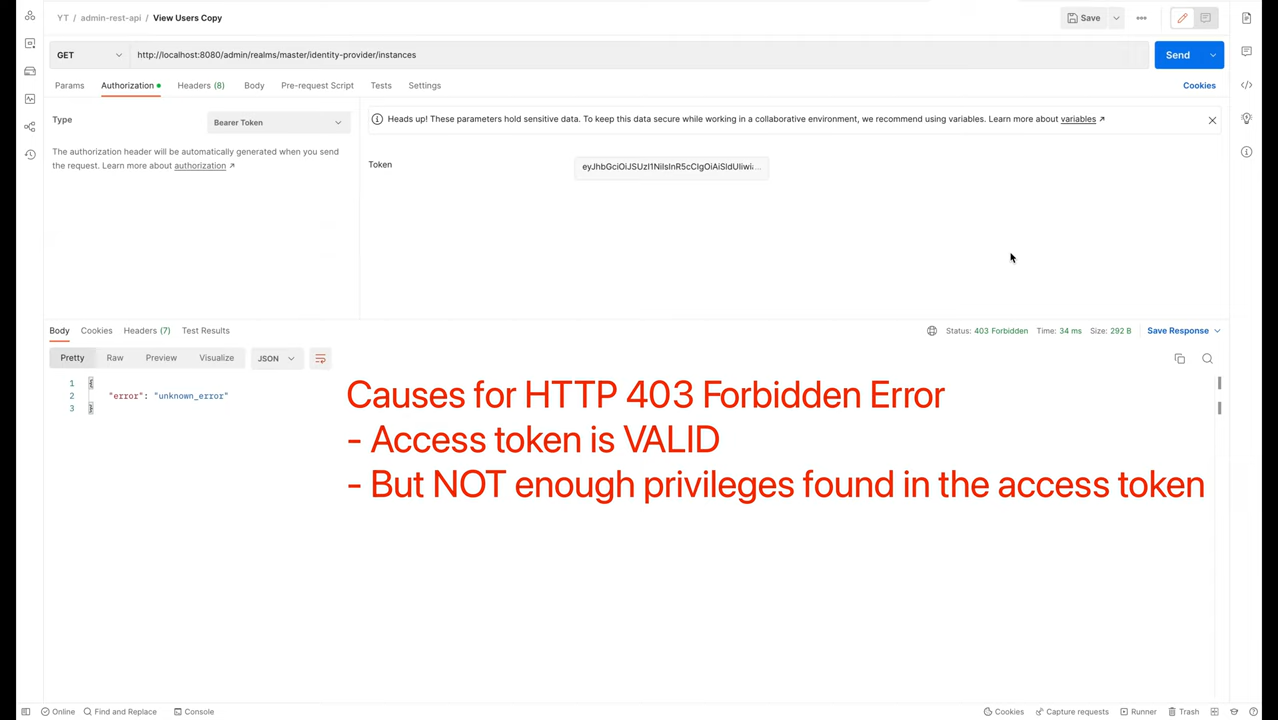 YT / admin-rest-api / View Users Copy
Save
GET http://localhost:8080/admin/realms/master/identity-provider/instances Send
Params Authorization Headers (8) Body Pre-request Script Tests Settings Cookies
Type Bearer Token
Heads up! These parameters hold sensitive data. To keep this data secure while working in a collaborative environment, we recommend using variables. Learn more about variables ↗
The authorization header will be automatically generated when you send
the request. Learn more about authorization ↗
Token
Body Cookies Headers (7) Test Results Status: 403 Forbidden Time: 34 ms Size: 292 B Save Response
Pretty Raw Preview Visualize JSON
1 {
2 "error": "unknown_error"
3 }
Causes for HTTP 403 Forbidden Error
- Access token is VALID
- But NOT enough privileges found in the access token
Online Find and Replace Console Cookies Capture requests Runner Trash